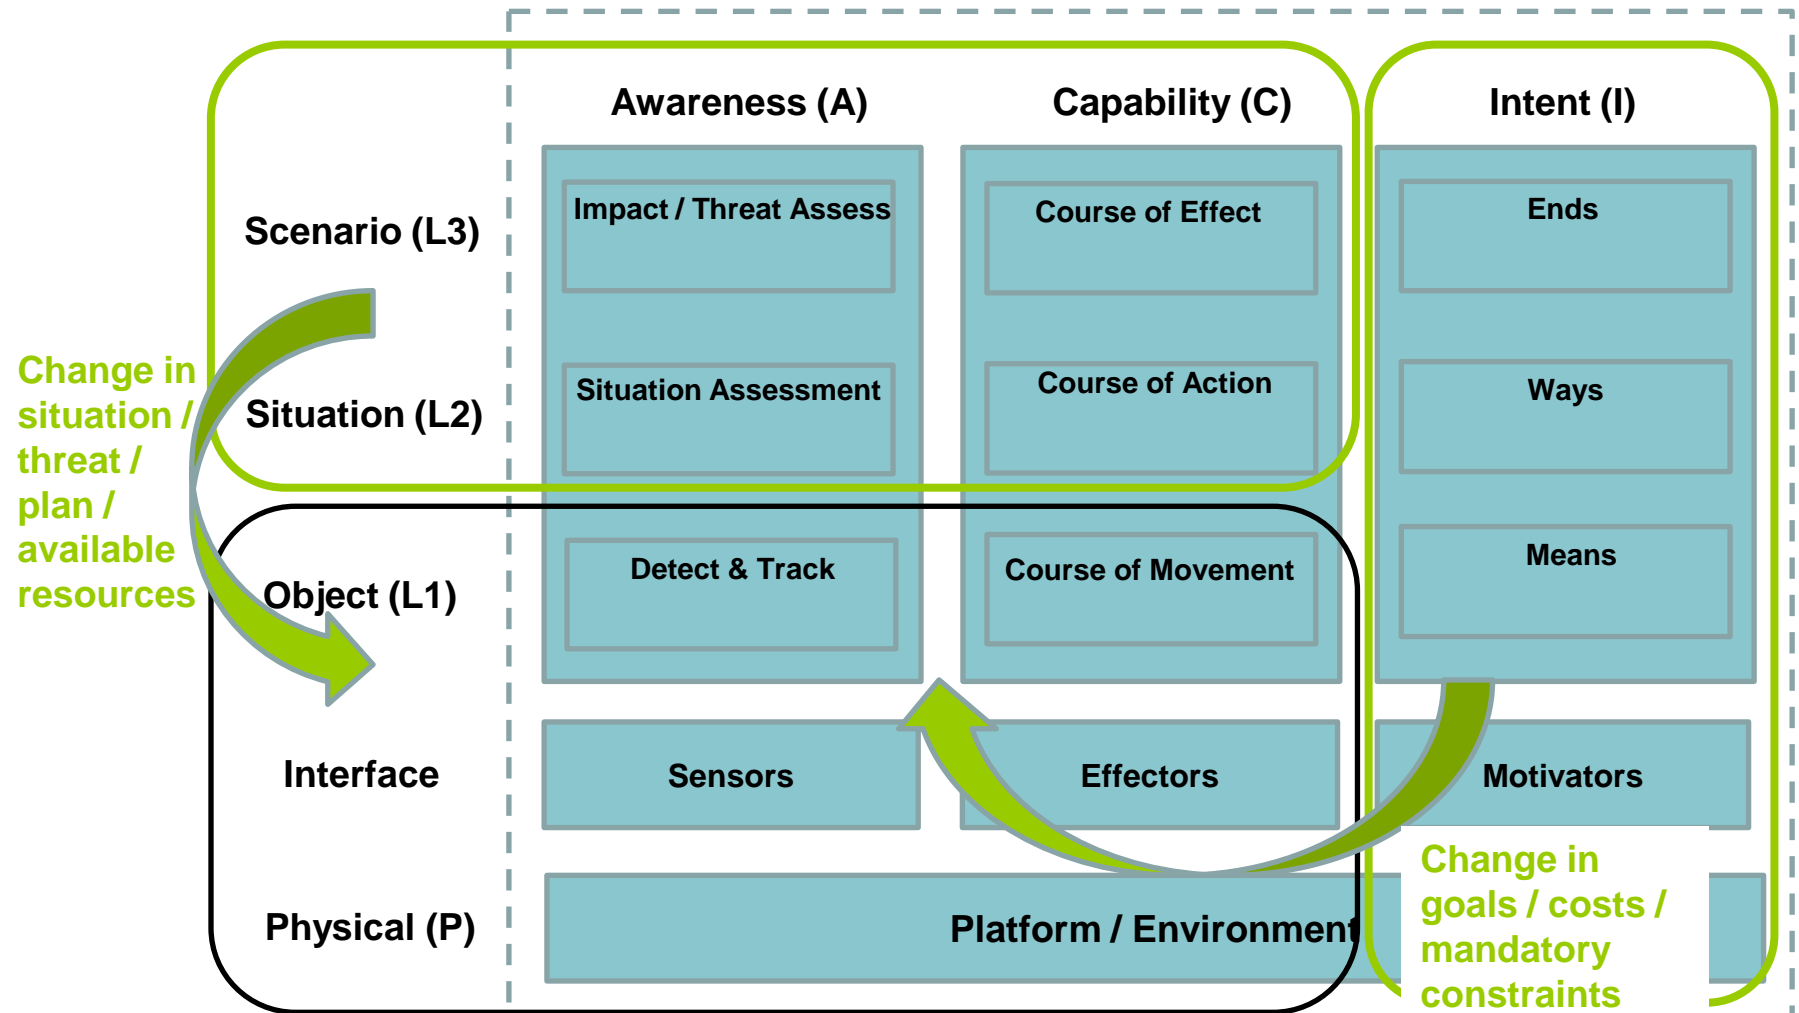 Awareness (A)
Capability (C)
Intent (I)
Scenario (L3)
Impact / Threat Assess
Course of Effect
Ends
Change in
situation /
threat /
plan /
available
resources
Situation (L2)
Situation Assessment
Course of Action
Ways
Object (L1)
Detect & Track
Course of Movement
Means
Interface
Sensors
Effectors
Motivators
Physical (P)
Platform / Environment
Change in
goals / costs /
mandatory
constraints